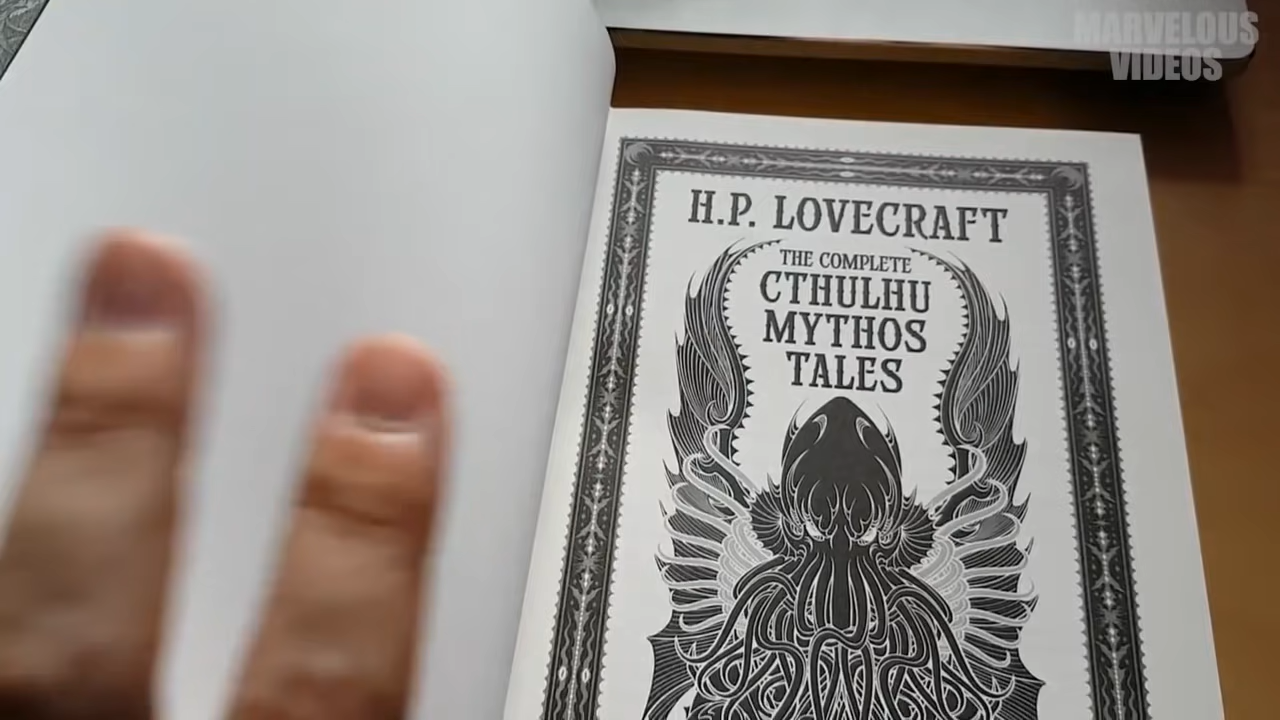 MARVELOUS
VIDEOS
H.P. LOVECRAFT
THE COMPLETE
CTHULHU
MYTHOS
TALES